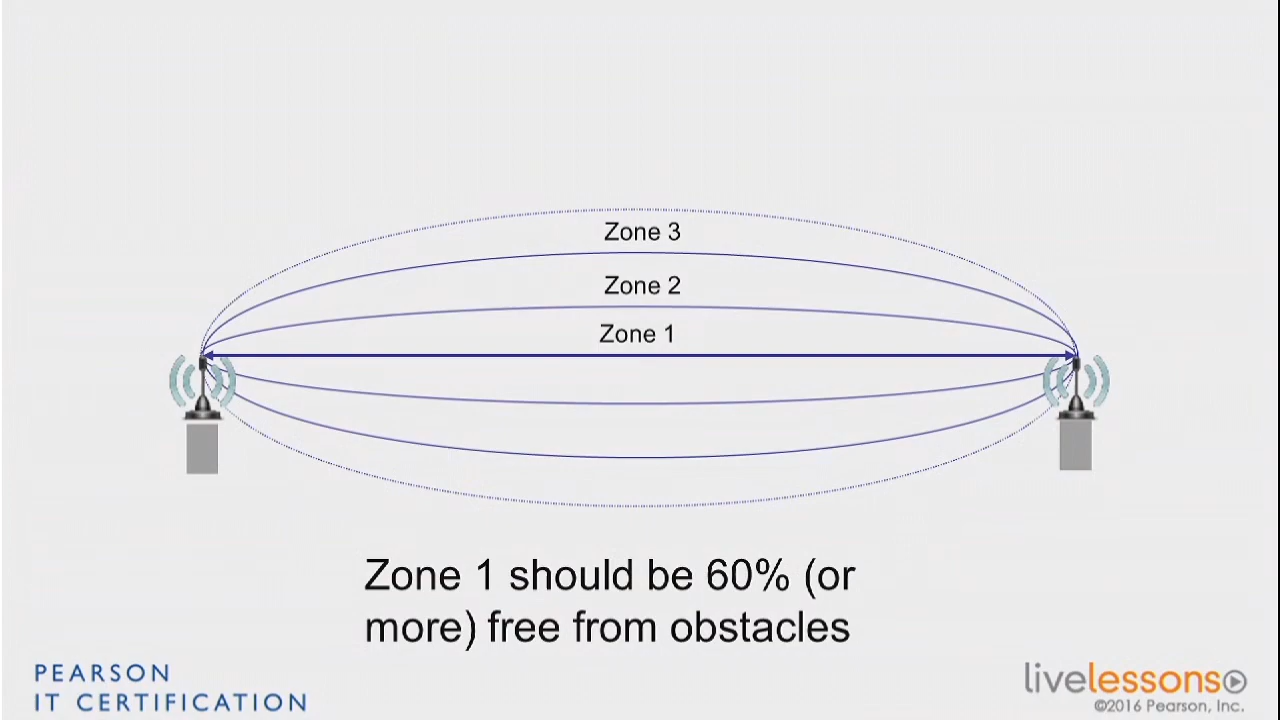 Zone 3
Zone 2
Zone 1
Zone 1 should be 60% (or
more) free from obstacles
PEARSON
IT CERTIFICATION
livelessons
©2016 Pearson, Inc.